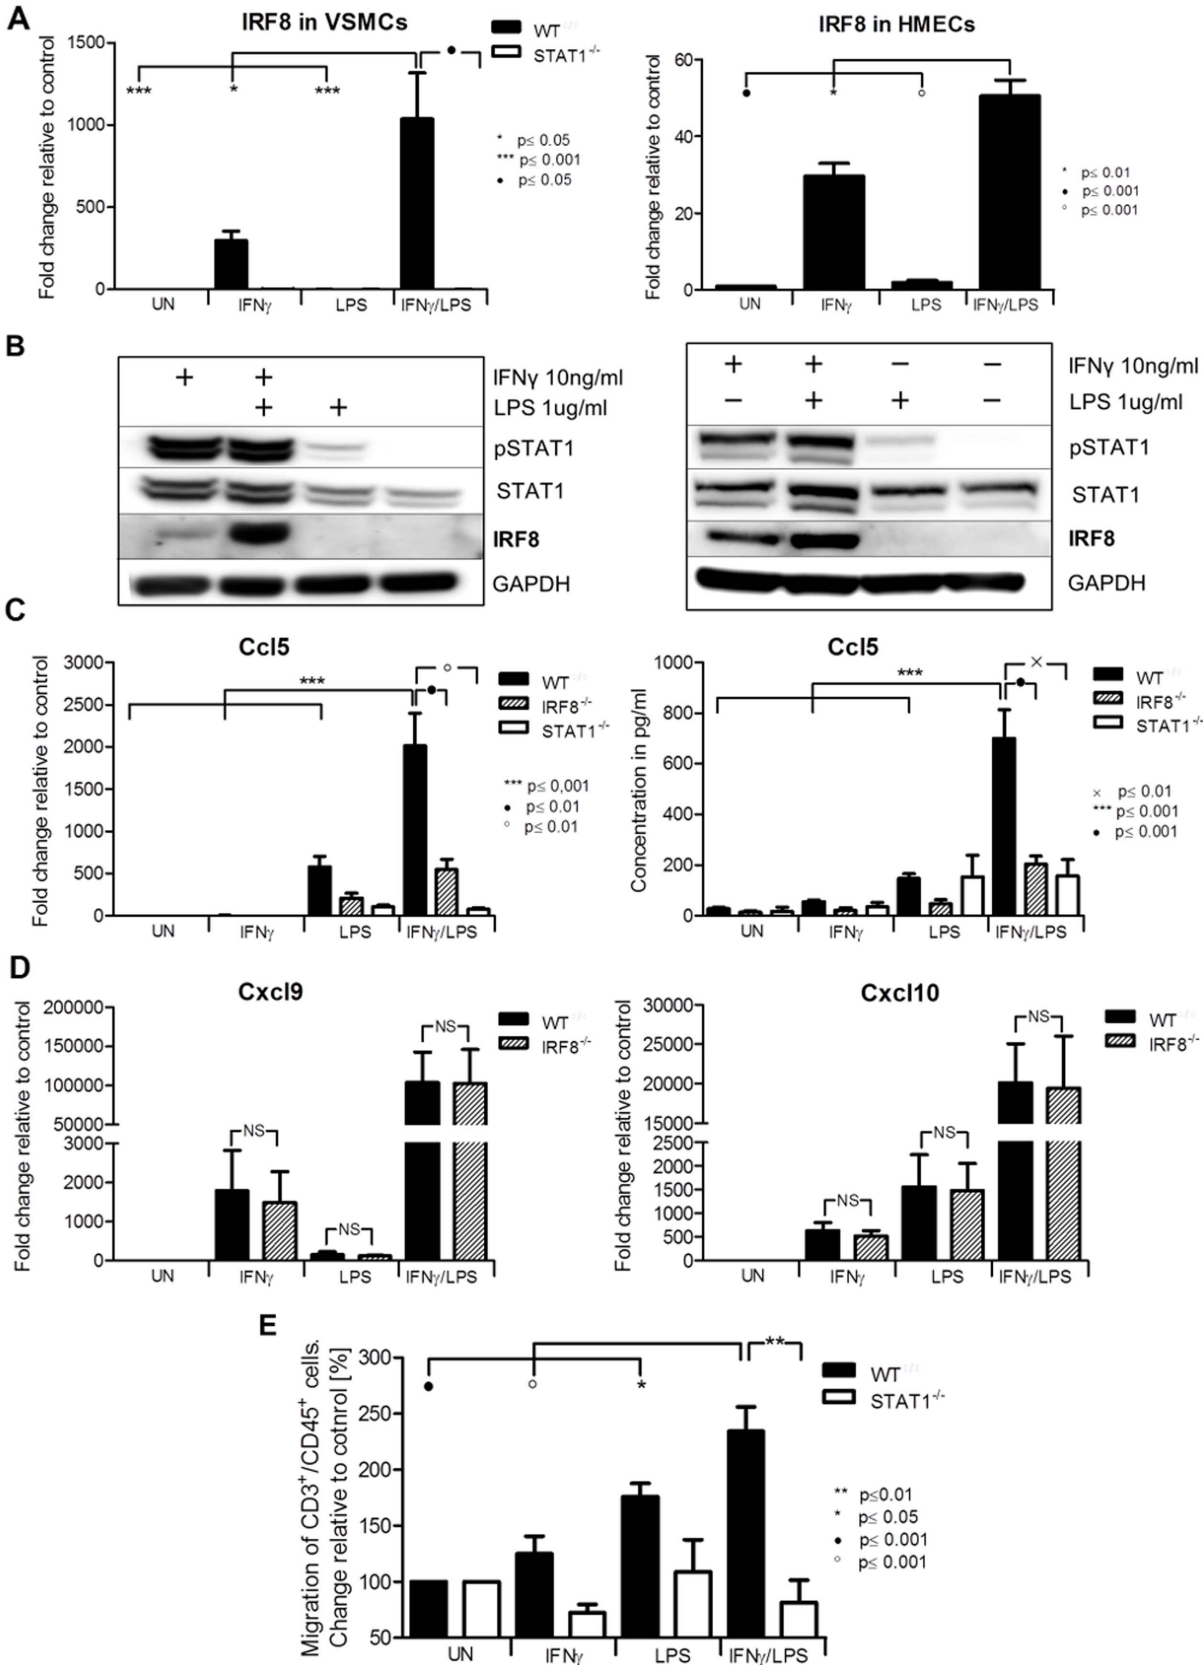 A
IRF8 in VSMCs
Fold change relative to control
1500
1000
500
0
*** * *** ●
UN IFNγ LPS IFNγ/LPS
WT
STAT1-/-
* p≤ 0.05
*** p≤ 0.001
● p≤ 0.05
IRF8 in HMECs
Fold change relative to control
60
40
20
0
● * ○
UN IFNγ LPS IFNγ/LPS
* p≤ 0.01
● p≤ 0.001
○ p≤ 0.001
B
+ + IFNγ 10ng/ml
+ + LPS 1ug/ml
pSTAT1
STAT1
IRF8
GAPDH
+ + – – IFNγ 10ng/ml
– + + – LPS 1ug/ml
pSTAT1
STAT1
IRF8
GAPDH
C
Ccl5
Fold change relative to control
3000
2500
2000
1500
1000
500
0
*** ● ○
UN IFNγ LPS IFNγ/LPS
WT
IRF8-/-
STAT1-/-
*** p≤ 0,001
● p≤ 0.01
○ p≤ 0.01
Ccl5
Concentration in pg/ml
1000
800
600
400
200
0
*** ● ×
UN IFNγ LPS IFNγ/LPS
WT
IRF8-/-
STAT1-/-
× p≤ 0.01
*** p≤ 0.001
● p≤ 0.001
D
Cxcl9
Fold change relative to control
200000
150000
100000
50000
3000
2000
1000
0
NS NS NS
UN IFNγ LPS IFNγ/LPS
WT
IRF8-/-
Cxcl10
Fold change relative to control
30000
25000
20000
15000
2500
2000
1500
1000
500
0
NS NS NS
UN IFNγ LPS IFNγ/LPS
WT
IRF8-/-
E
Migration of CD3+/CD45+ cells.
Change relative to cotnrol [%]
300
250
200
150
100
50
● ○ * **
UN IFNγ LPS IFNγ/LPS
WT
STAT1-/-
** p≤0.01
* p≤ 0.05
● p≤ 0.001
○ p≤ 0.001